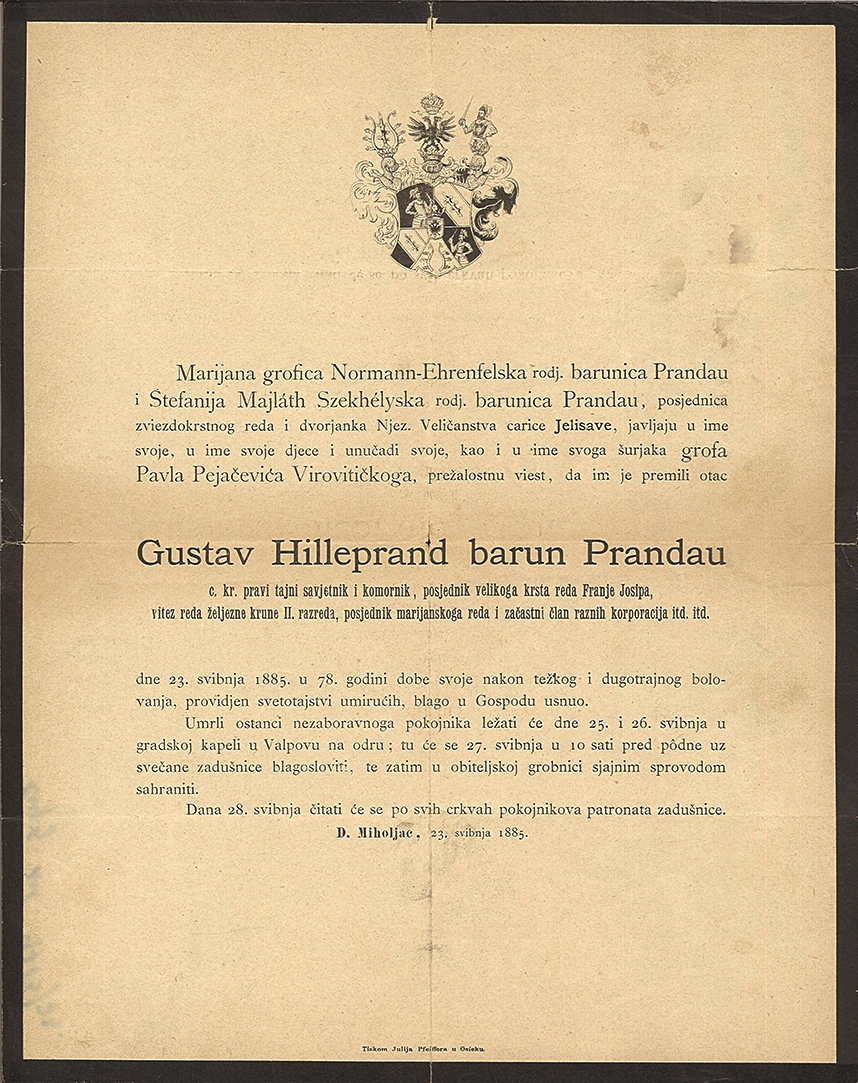 Marijana grofica Normann-Ehrenfelska rodj. barunica Prandau
i Štefanija Majláth Szekhélyska rodj. barunica Prandau, posjednica
zviezdokrstnog reda i dvorjanka Njez. Veličanstva carice Jelisave, javljaju u ime
svoje, u ime svoje djece i unučadi svoje, kao i u ime svoga šurjaka grofa
Pavla Pejačevića Virovitičkoga, prežalostnu viest, da im je premili otac
Gustav Hilleprand barun Prandau
c. kr. pravi tajni savjetnik i komornik, posjednik velikoga krsta reda Franje Josipa,
vitez reda željezne krune II. razreda, posjednik marijanskoga reda i začastni član raznih korporacija itd. itd.
dne 23. svibnja 1885. u 78. godini dobe svoje nakon težkog i dugotrajnog bolo-
vanja, providjen svetotajstvi umirućih, blago u Gospodu usnuo.
Umrli ostanci nezaboravnoga pokojnika ležati će dne 25. i 26. svibnja u
gradskoj kapeli u Valpovu na odru; tu će se 27. svibnja u 10 sati pred pôdne uz
svečane zadušnice blagosloviti, te zatim u obiteljskoj grobnici sjajnim sprovodom
sahraniti.
Dana 28. svibnja čitati će se po svih crkvah pokojnikova patronata zadušnice.
D. Miholjac, 23. svibnja 1885.
Tiskom Julija Pfeiffera u Osieku.